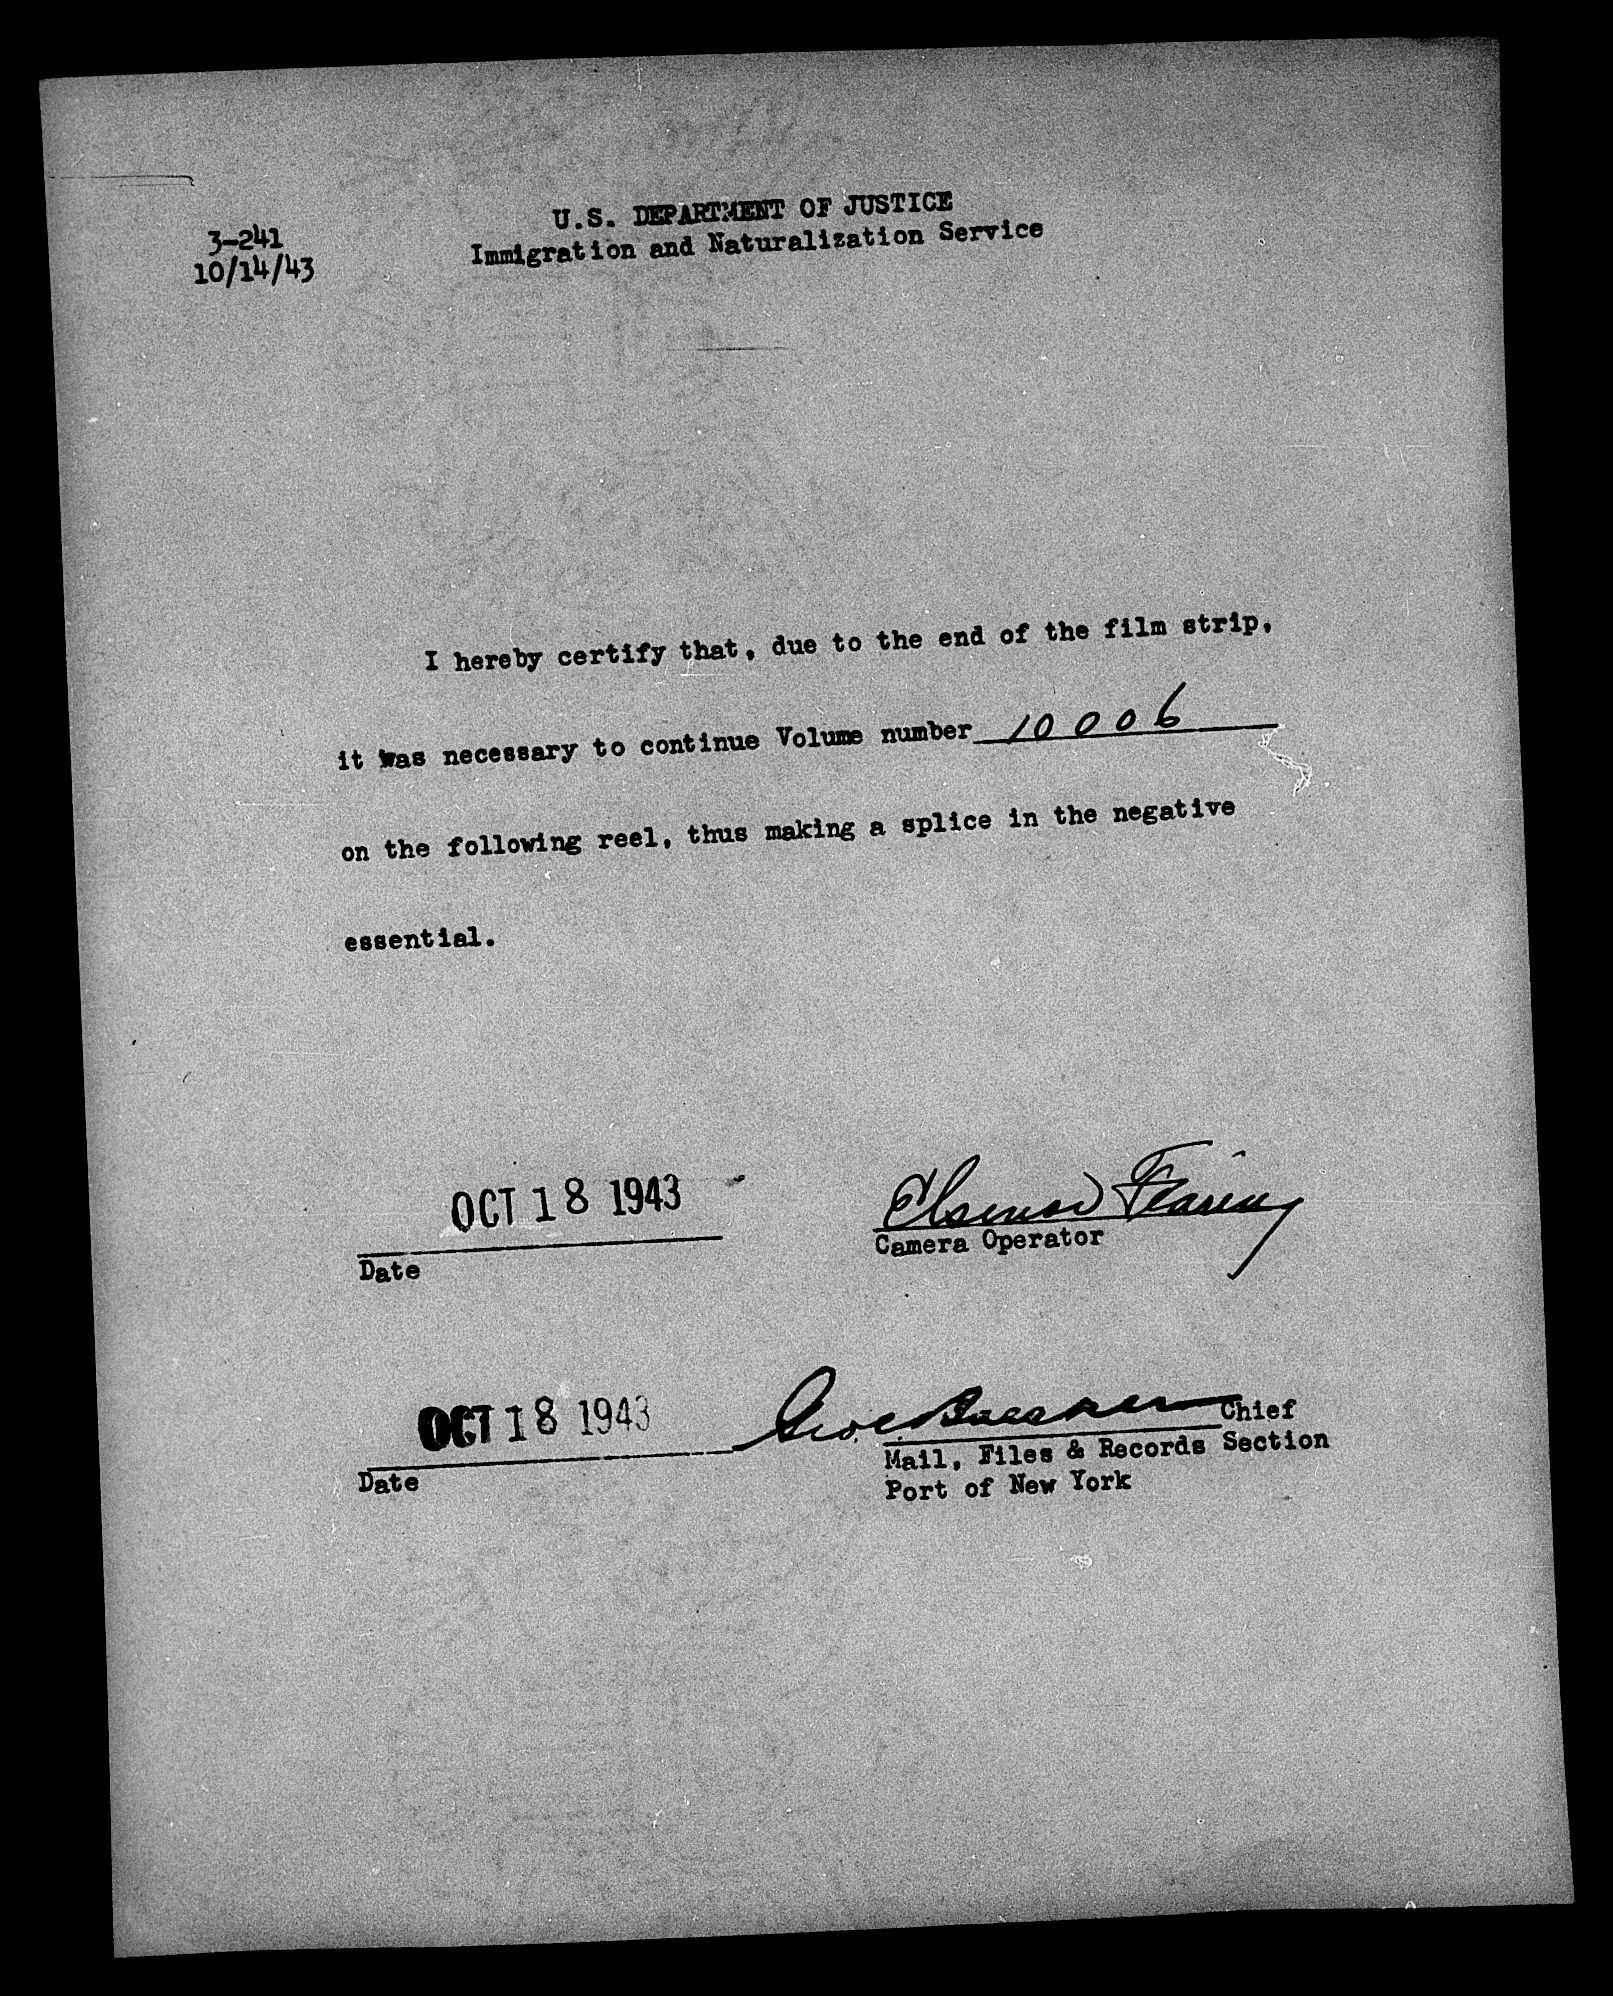 3-241
10/14/43
U.S. DEPARTMENT OF JUSTICE
Immigration and Naturalization Service
I hereby certify that, due to the end of the film strip,
it was necessary to continue Volume number 10006
on the following reel, thus making a splice in the negative
essential.
OCT 18 1943
Date
Camera Operator
OCT 18 1943
Date
Chief
Mail, Files & Records Section
Port of New York